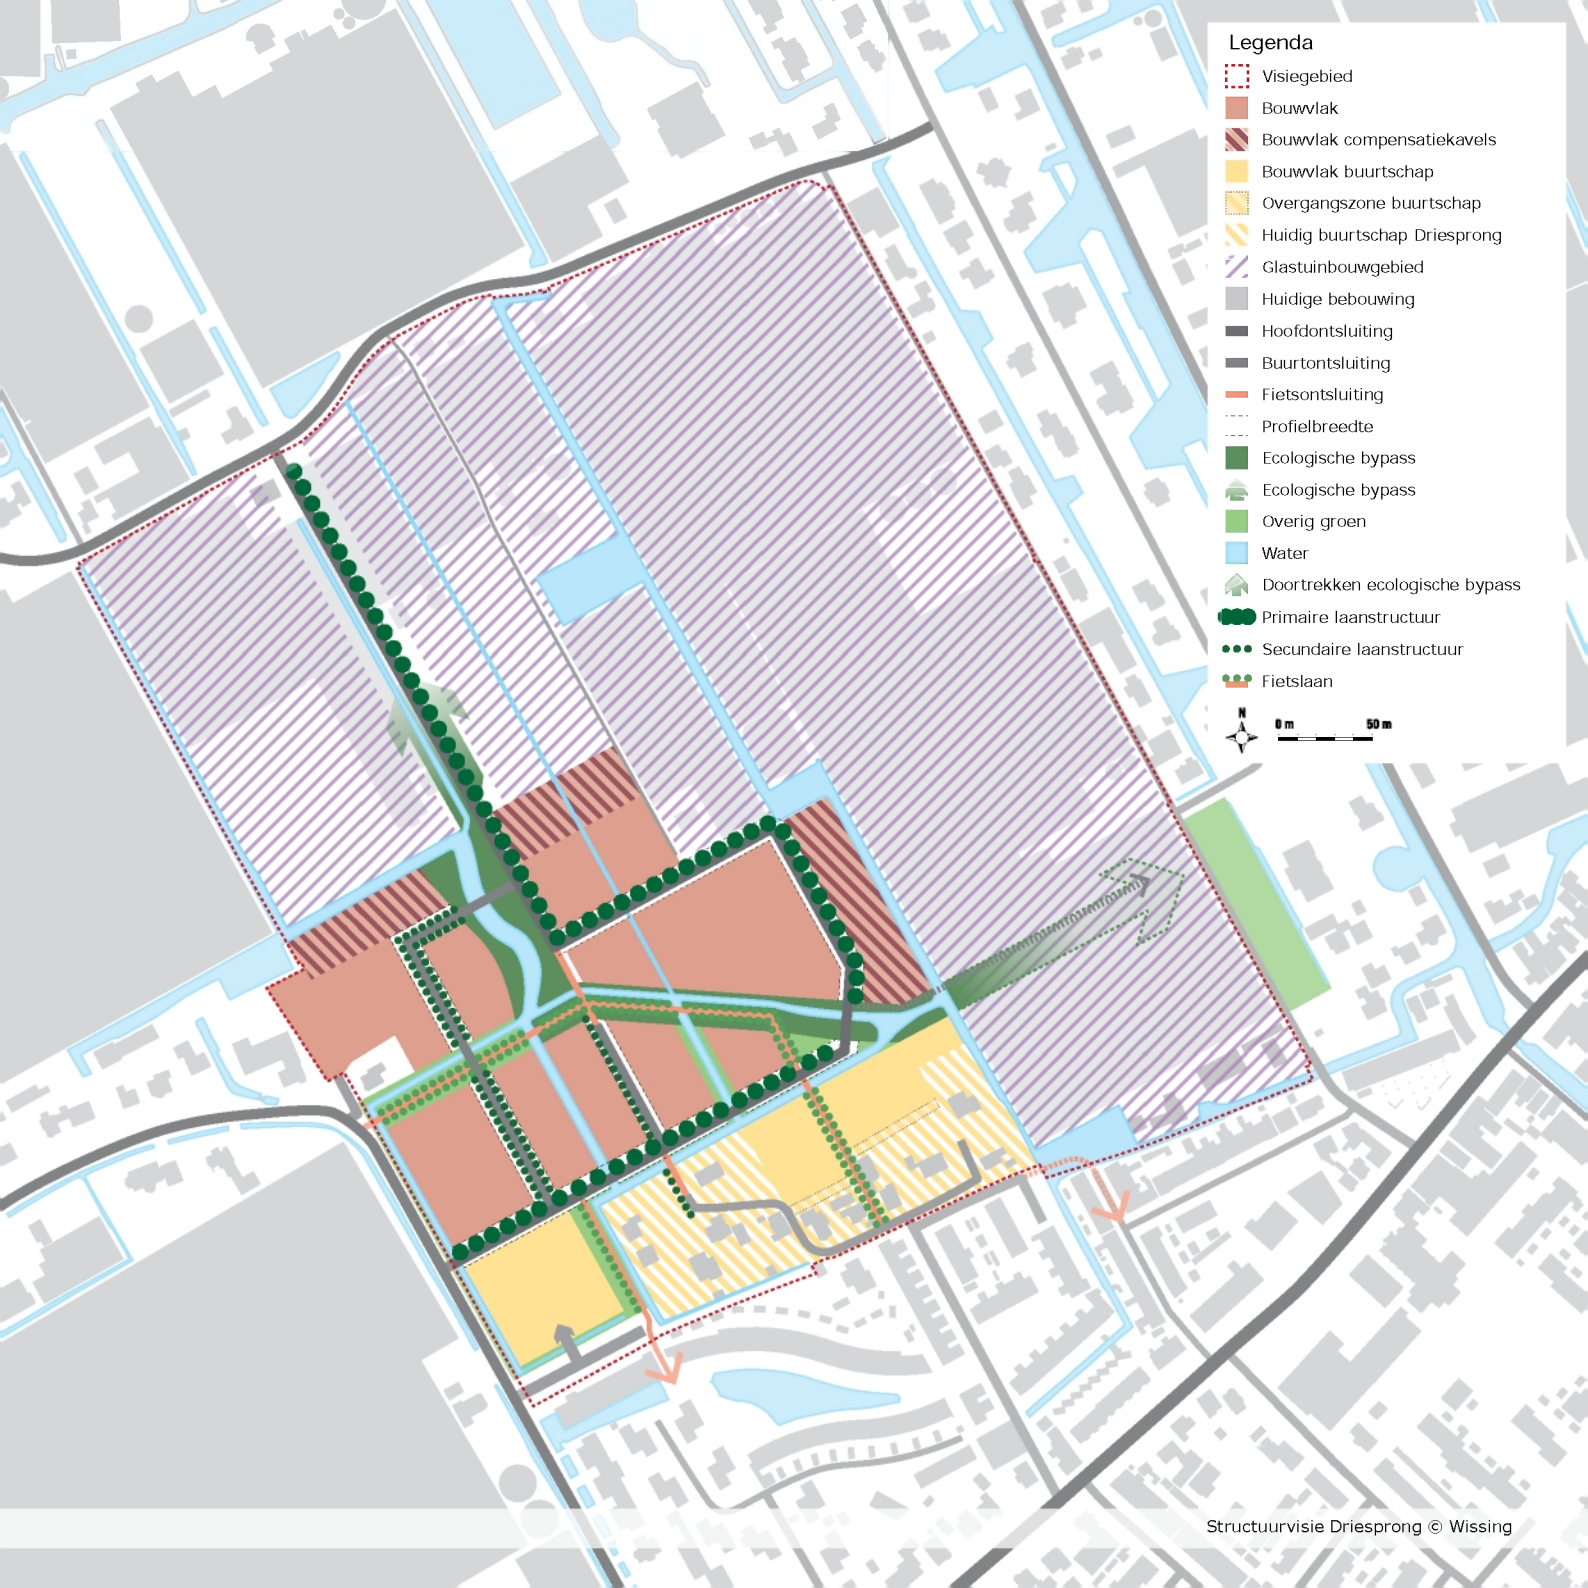 Legenda
Visiegebied
Bouwvlak
Bouwvlak compensatiekavels
Bouwvlak buurtschap
Overgangszone buurtschap
Huidig buurtschap Driesprong
Glastuinbouwgebied
Huidige bebouwing
Hoofdontsluiting
Buurtontsluiting
Fietsontsluiting
Profielbreedte
Ecologische bypass
Ecologische bypass
Overig groen
Water
Doortrekken ecologische bypass
Primaire laanstructuur
Secundaire laanstructuur
Fietslaan
N
0 m 50 m
Structuurvisie Driesprong © Wissing